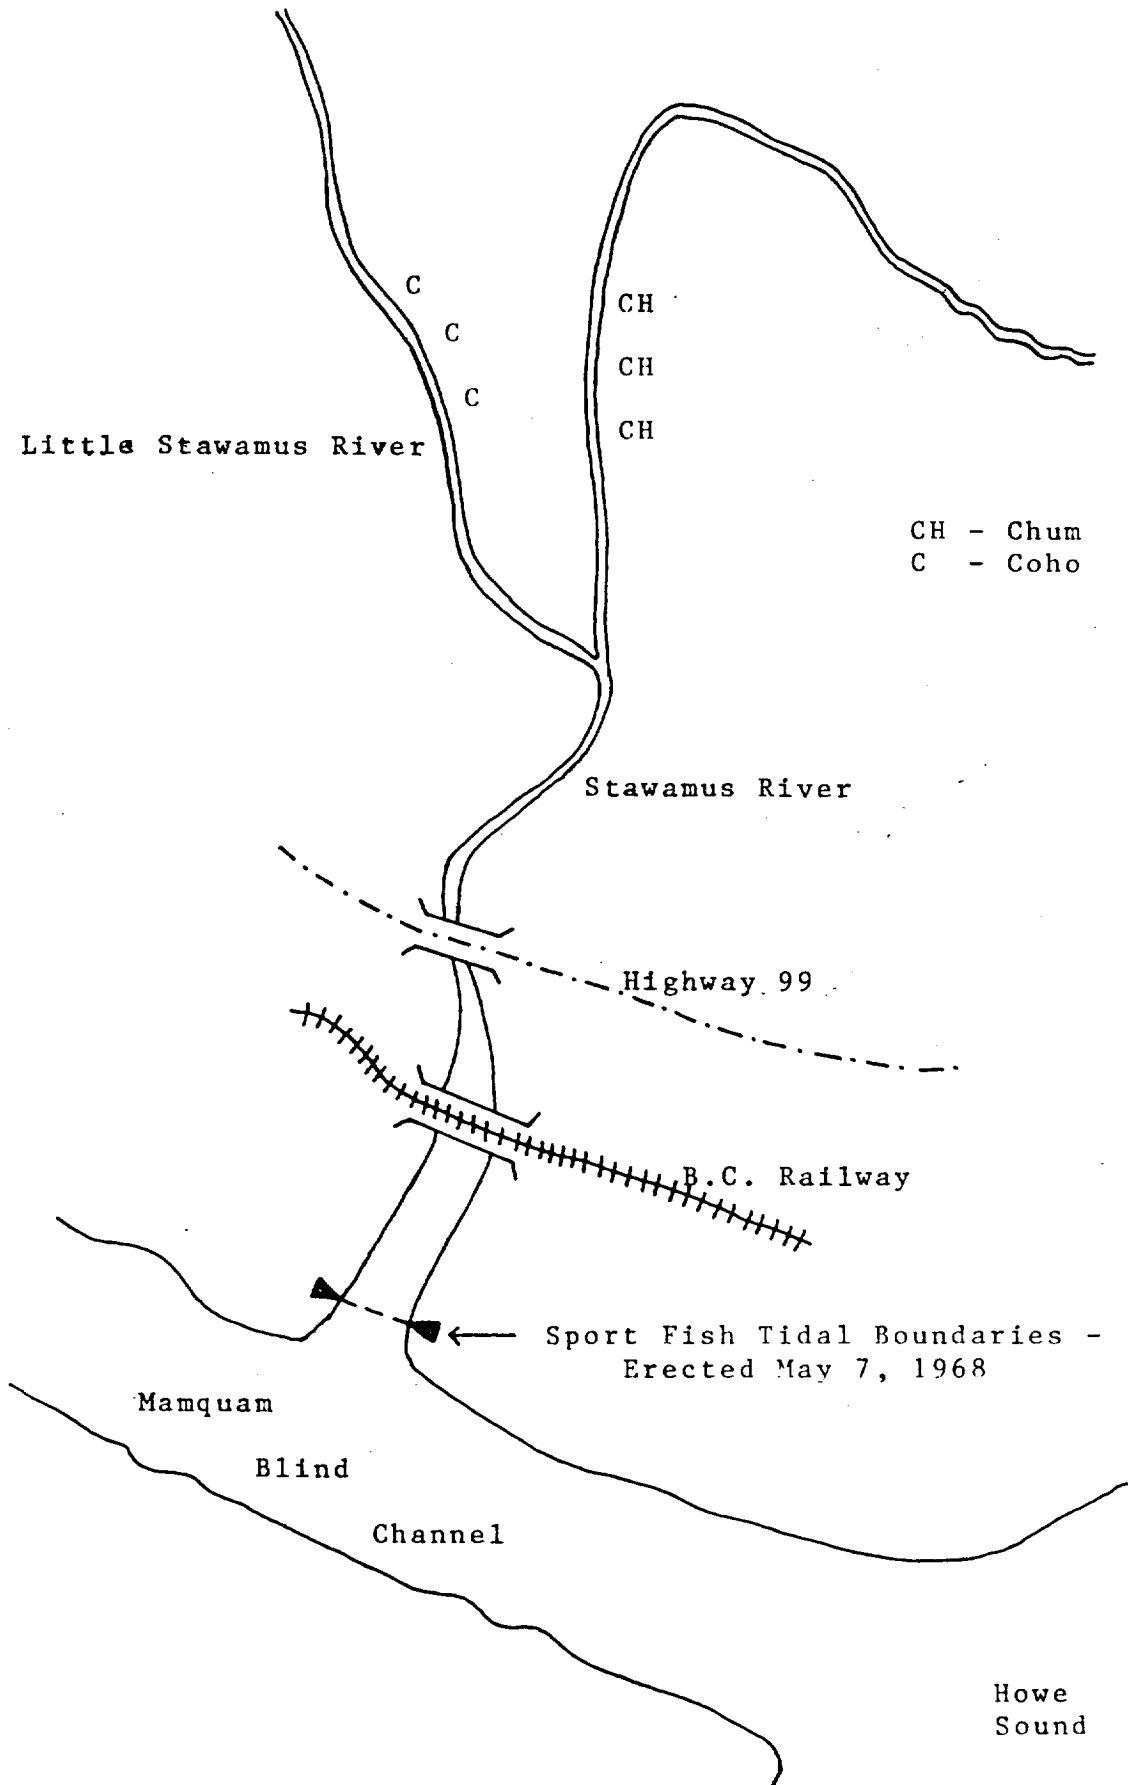 C
CH
C
CH
C
CH
Little Stawamus River
CH - Chum
C - Coho
Stawamus River
Highway 99
B.C. Railway
Sport Fish Tidal Boundaries -
Erected May 7, 1968
Mamquam
Blind
Channel
Howe
Sound